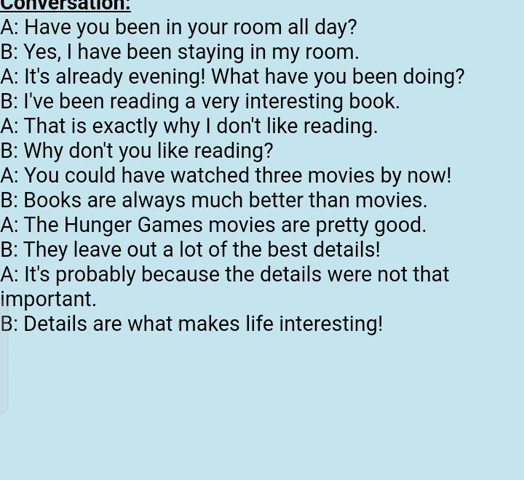 Conversation:
A: Have you been in your room all day?
B: Yes, I have been staying in my room.
A: It's already evening! What have you been doing?
B: I've been reading a very interesting book.
A: That is exactly why I don't like reading.
B: Why don't you like reading?
A: You could have watched three movies by now!
B: Books are always much better than movies.
A: The Hunger Games movies are pretty good.
B: They leave out a lot of the best details!
A: It's probably because the details were not that
important.
B: Details are what makes life interesting!